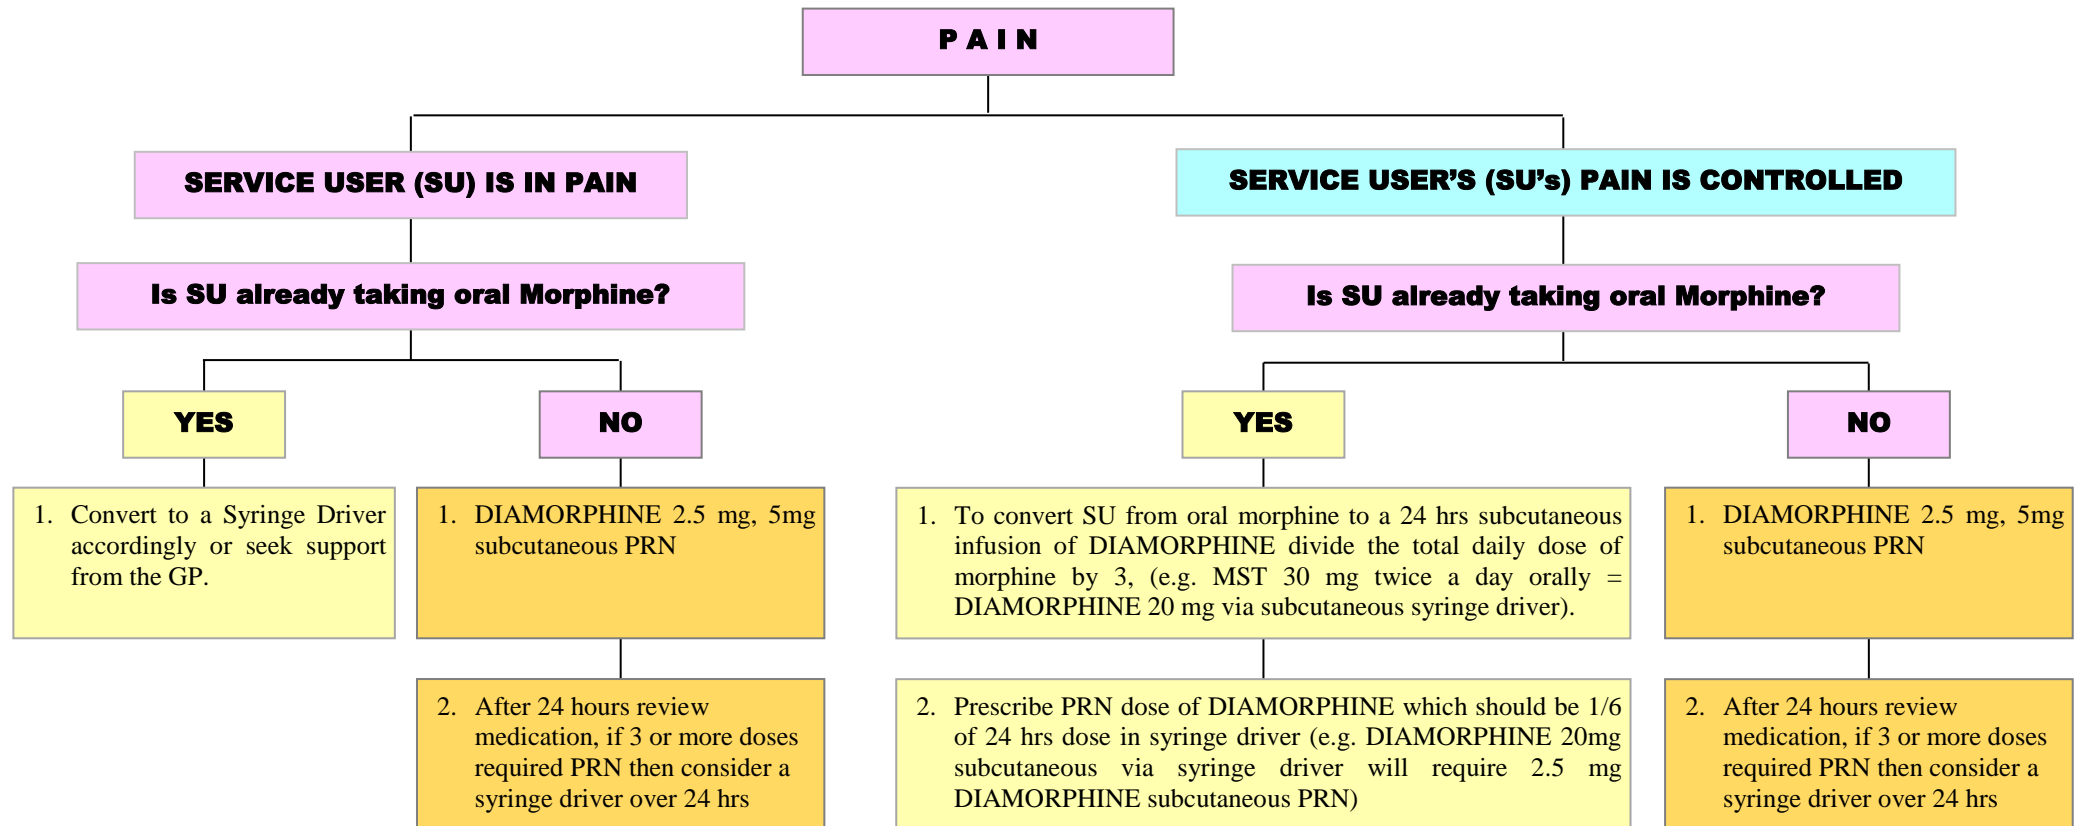 P A I N
SERVICE USER (SU) IS IN PAIN
Is SU already taking oral Morphine?
YES
1. Convert to a Syringe Driver
accordingly or seek support
from the GP.
NO
1. DIAMORPHINE 2.5 mg, 5mg
subcutaneous PRN
2. After 24 hours review
medication, if 3 or more doses
required PRN then consider a
syringe driver over 24 hrs
SERVICE USER’S (SU’s) PAIN IS CONTROLLED
Is SU already taking oral Morphine?
YES
1. To convert SU from oral morphine to a 24 hrs subcutaneous
infusion of DIAMORPHINE divide the total daily dose of
morphine by 3, (e.g. MST 30 mg twice a day orally =
DIAMORPHINE 20 mg via subcutaneous syringe driver).
2. Prescribe PRN dose of DIAMORPHINE which should be 1/6
of 24 hrs dose in syringe driver (e.g. DIAMORPHINE 20mg
subcutaneous via syringe driver will require 2.5 mg
DIAMORPHINE subcutaneous PRN)
NO
1. DIAMORPHINE 2.5 mg, 5mg
subcutaneous PRN
2. After 24 hours review
medication, if 3 or more doses
required PRN then consider a
syringe driver over 24 hrs